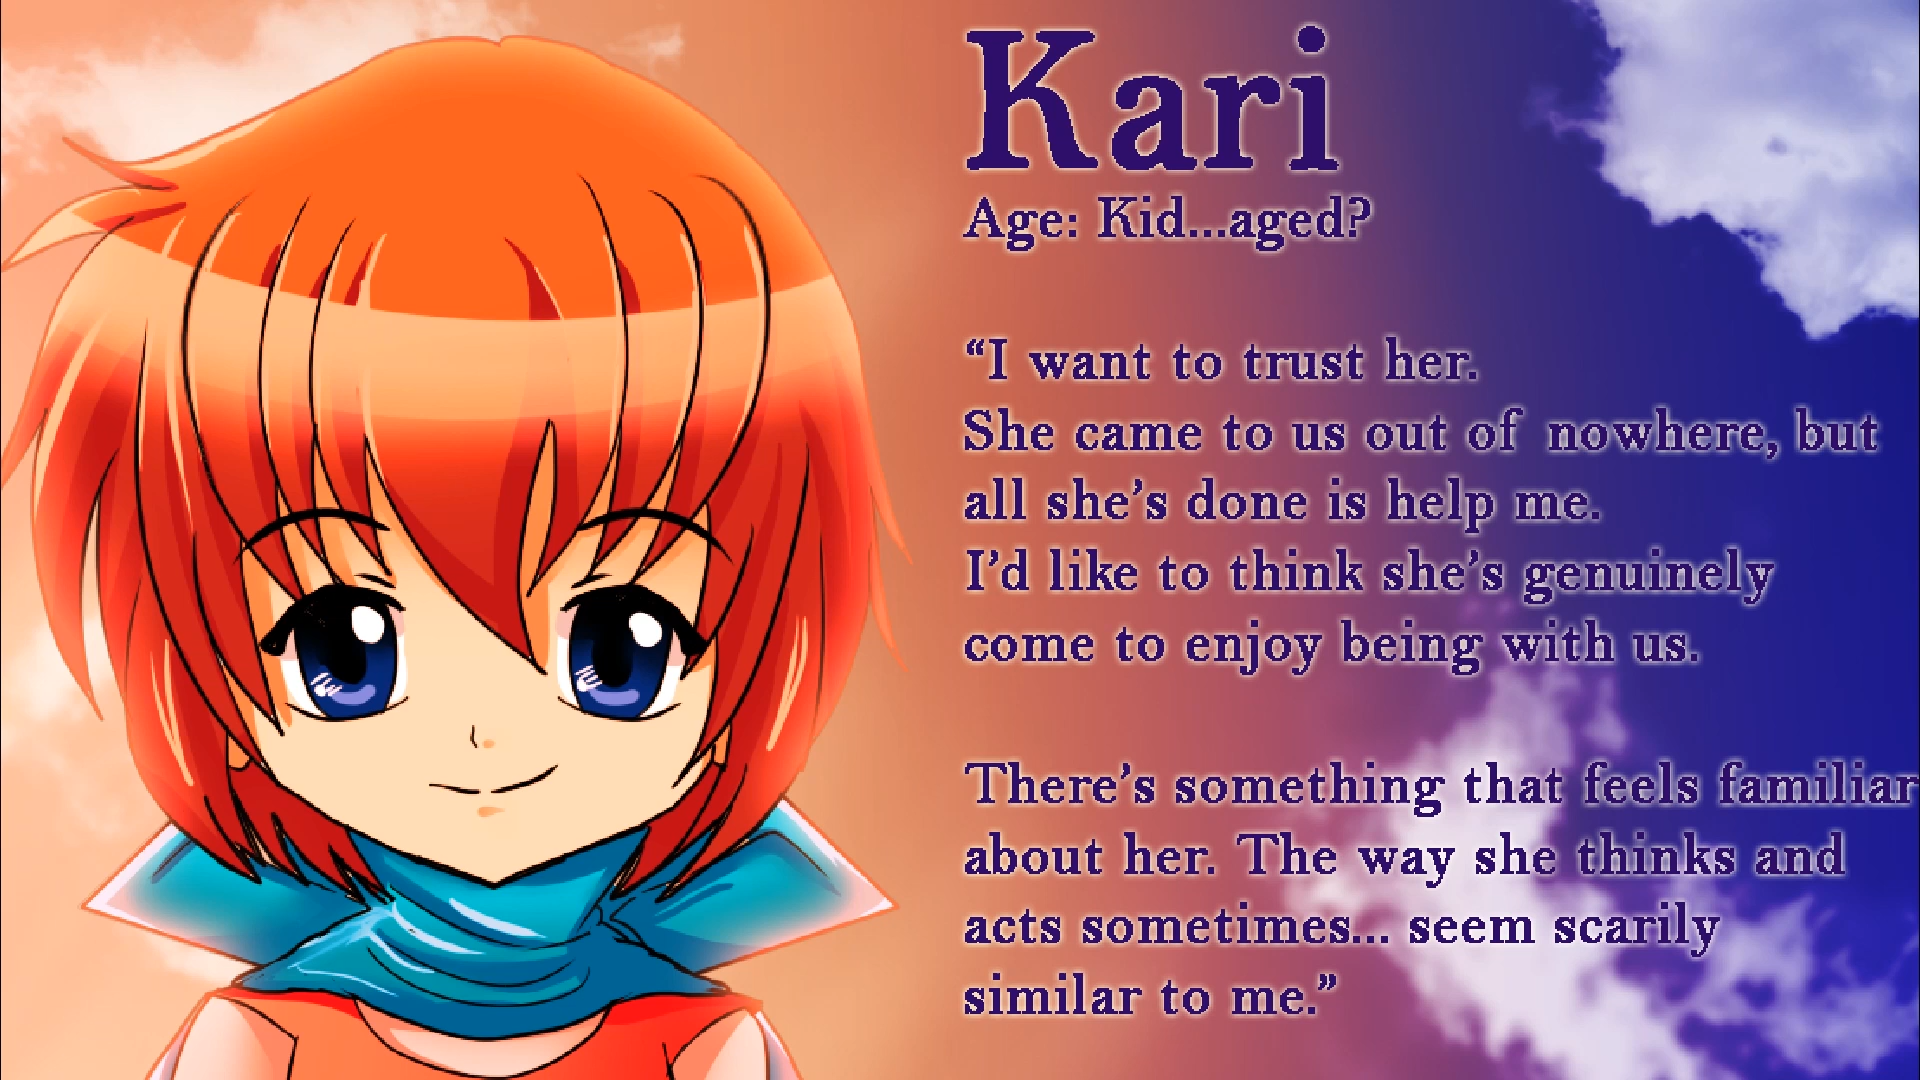 Kari
Age: Kid...aged?
“I want to trust her.
She came to us out of nowhere, but
all she’s done is help me.
I’d like to think she’s genuinely
come to enjoy being with us.
There’s something that feels familiar
about her. The way she thinks and
acts sometimes... seem scarily
similar to me.”